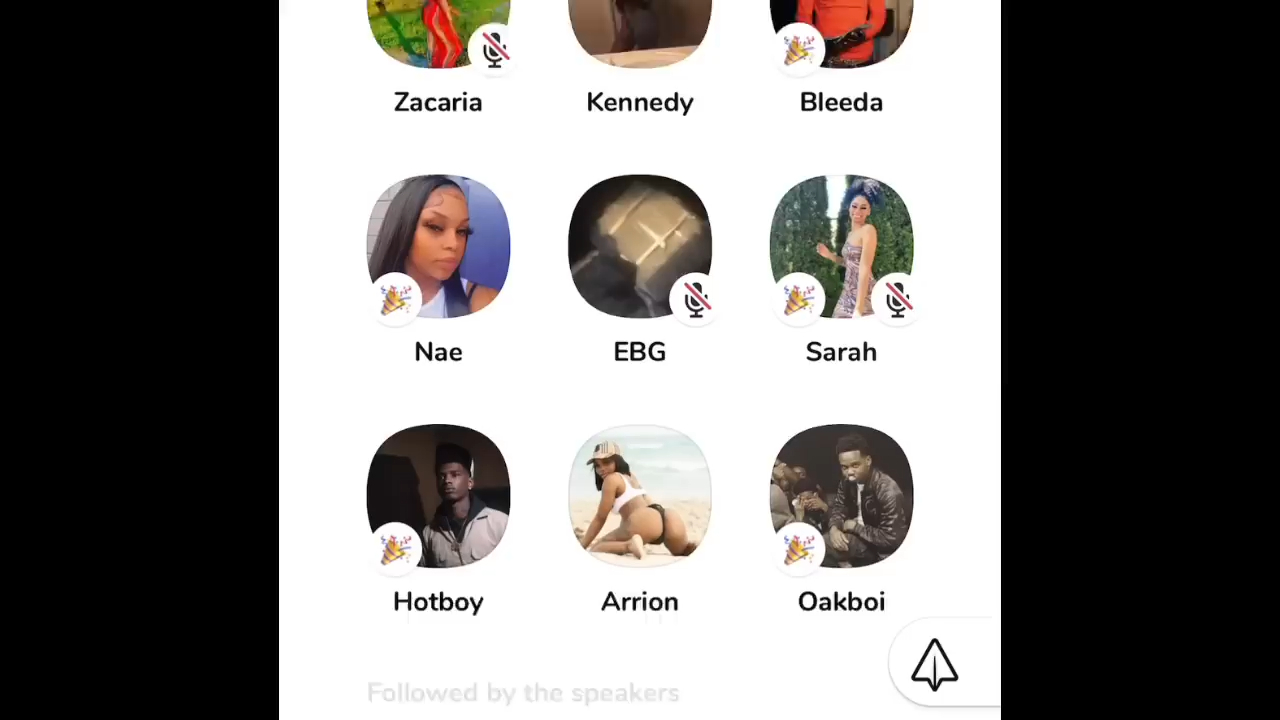 Zacaria Kennedy Bleeda
Nae EBG Sarah
Hotboy Arrion Oakboi
Followed by the speakers